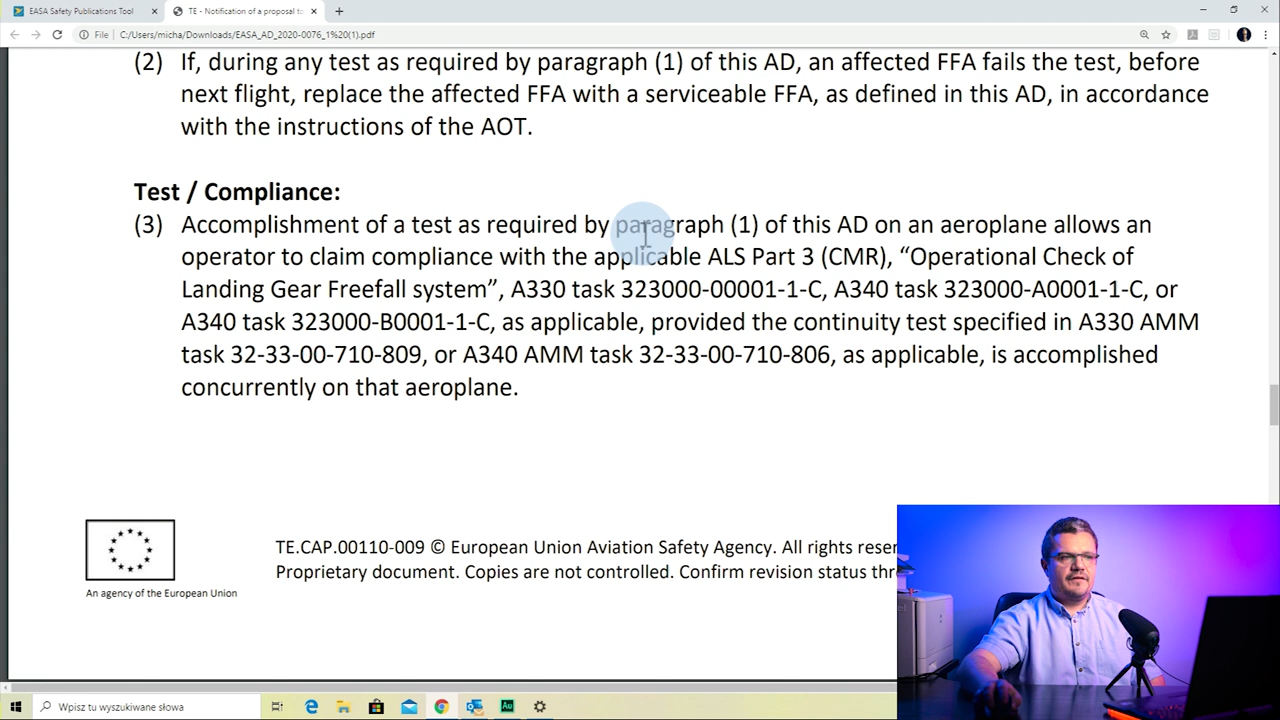 EASA Safety Publications Tool
TE - Notification of a proposal to
File
C:/Users/micha/Downloads/EASA_AD_2020-0076_1%20(1).pdf
(2) If, during any test as required by paragraph (1) of this AD, an affected FFA fails the test, before
next flight, replace the affected FFA with a serviceable FFA, as defined in this AD, in accordance
with the instructions of the AOT.
Test / Compliance:
(3) Accomplishment of a test as required by paragraph (1) of this AD on an aeroplane allows an
operator to claim compliance with the applicable ALS Part 3 (CMR), “Operational Check of
Landing Gear Freefall system”, A330 task 323000-00001-1-C, A340 task 323000-A0001-1-C, or
A340 task 323000-B0001-1-C, as applicable, provided the continuity test specified in A330 AMM
task 32-33-00-710-809, or A340 AMM task 32-33-00-710-806, as applicable, is accomplished
concurrently on that aeroplane.
TE.CAP.00110-009 © European Union Aviation Safety Agency. All rights reser
Proprietary document. Copies are not controlled. Confirm revision status thr
An agency of the European Union
Wpisz tu wyszukiwane słowa
Au